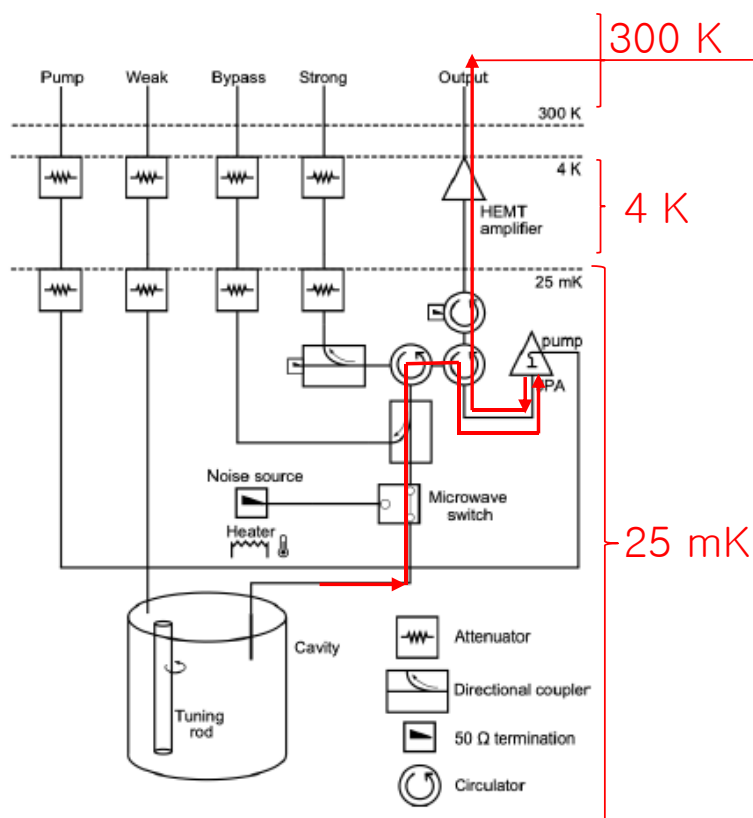 300 K
Pump Weak Bypass Strong Output
300 K
4 K
HEMT
amplifier
4 K
25 mK
pump
PA
Noise source
Microwave
switch
Heater
25 mK
Cavity
Tuning
rod
Attenuator
Directional coupler
50 Ω termination
Circulator